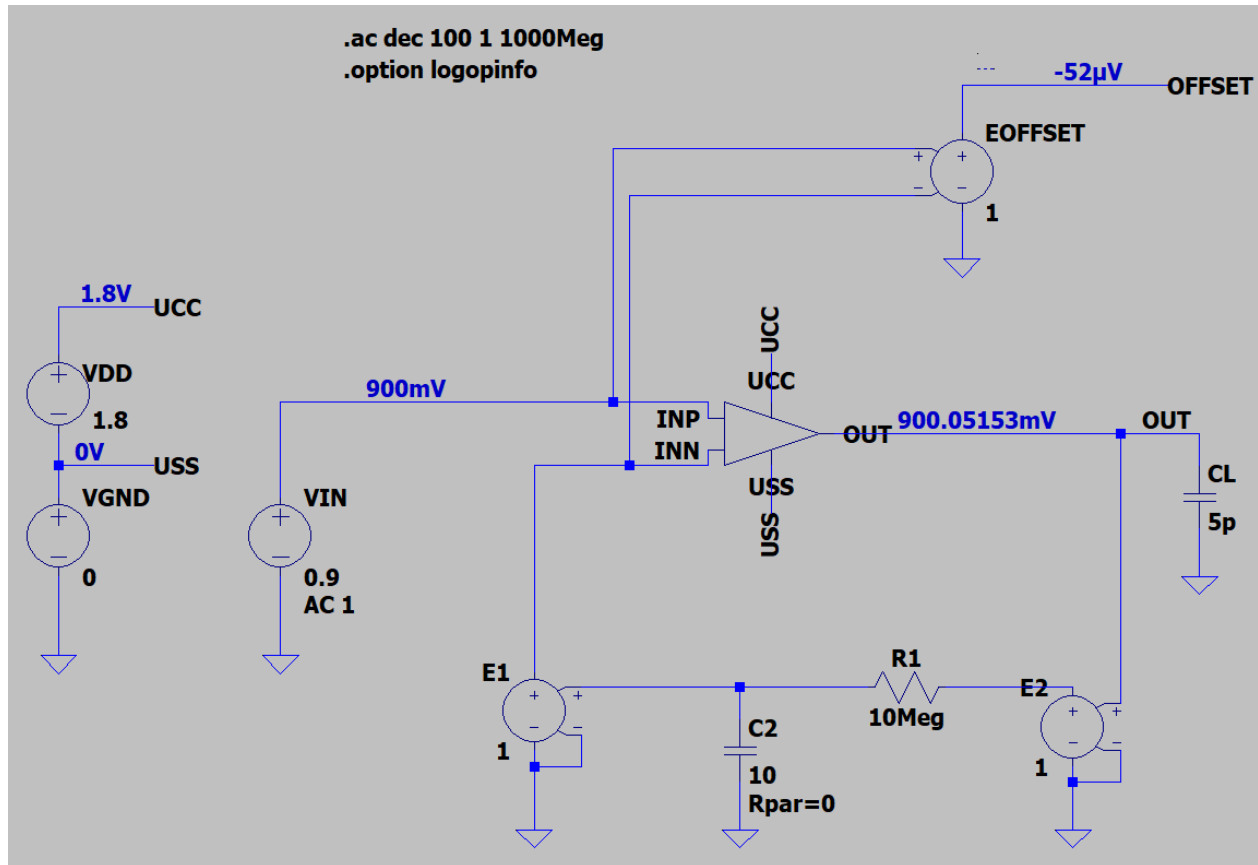 .ac dec 100 1 1000Meg
.option logopinfo
---
-52µV
OFFSET
EOFFSET
1
1.8V
UCC
VDD
1.8
0V
USS
VGND
0
900mV
VIN
0.9
AC 1
UCC
UCC
INP
INN
OUT
900.05153mV
OUT
USS
USS
CL
5p
E1
1
C2
10
Rpar=0
R1
10Meg
E2
1